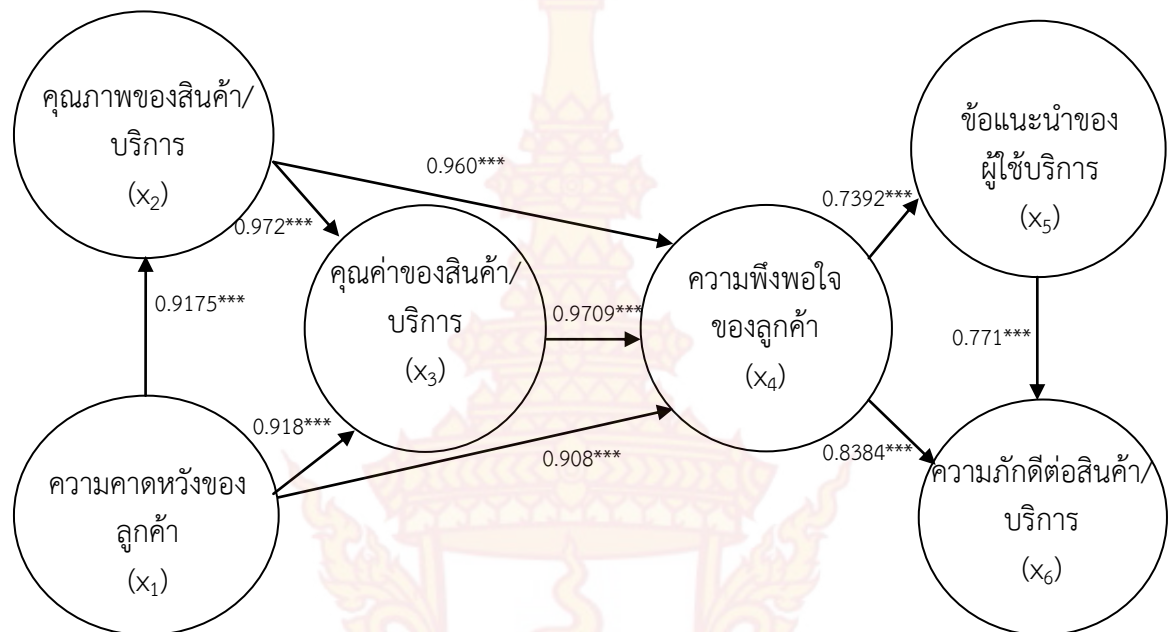 คุณภาพของสินค้า/
บริการ
(x₂)
ข้อแนะนำของ
ผู้ใช้บริการ
(x₅)
0.960***
0.7392***
0.972***
คุณค่าของสินค้า/
บริการ
(x₃)
ความพึงพอใจ
ของลูกค้า
(x₄)
0.9175***
0.9709***
0.771***
0.918***
0.908***
0.8384***
ความคาดหวังของ
ลูกค้า
(x₁)
ความภักดีต่อสินค้า/
บริการ
(x₆)